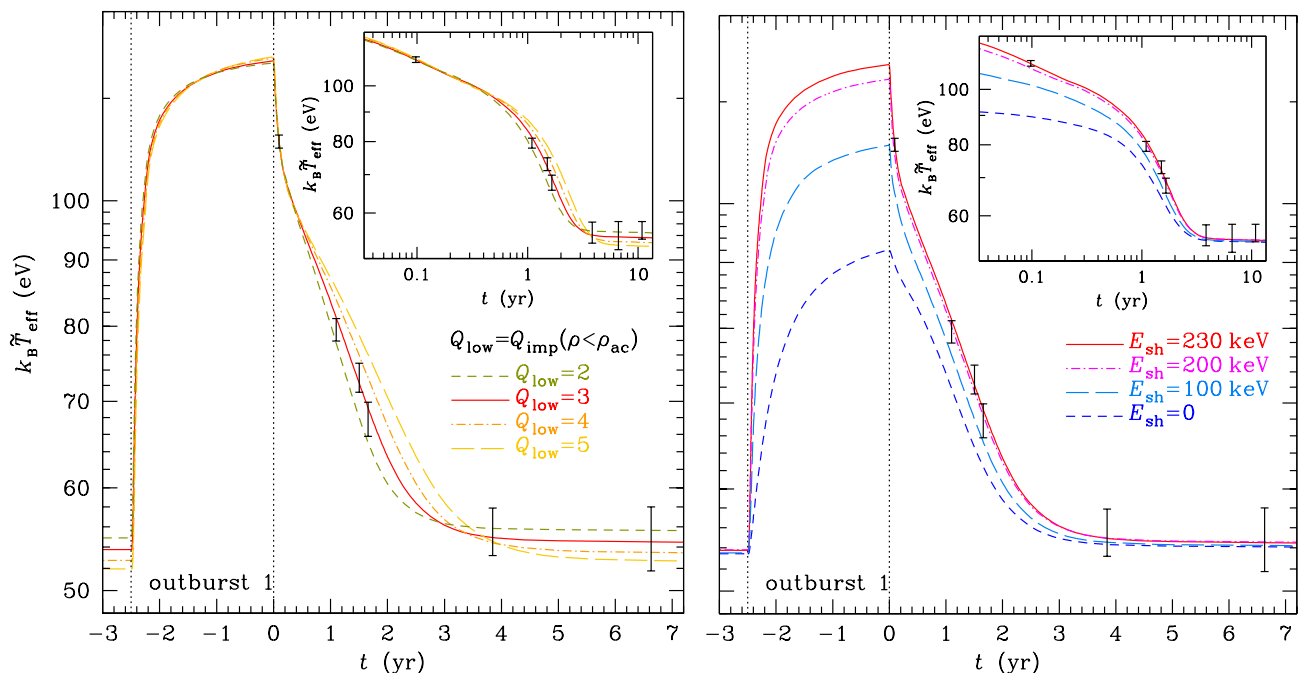 100
90
80
70
60
50
k_B T̃_eff (eV)
−3 −2 −1 0 1 2 3 4 5 6 7
t (yr)
outburst 1
Q_low=Q_imp(ρ<ρ_ac)
Q_low=2
Q_low=3
Q_low=4
Q_low=5
100
80
60
k_B T̃_eff (eV)
0.1 1 10
t (yr)
−3 −2 −1 0 1 2 3 4 5 6 7
t (yr)
outburst 1
E_sh=230 keV
E_sh=200 keV
E_sh=100 keV
E_sh=0
100
80
60
k_B T̃_eff (eV)
0.1 1 10
t (yr)